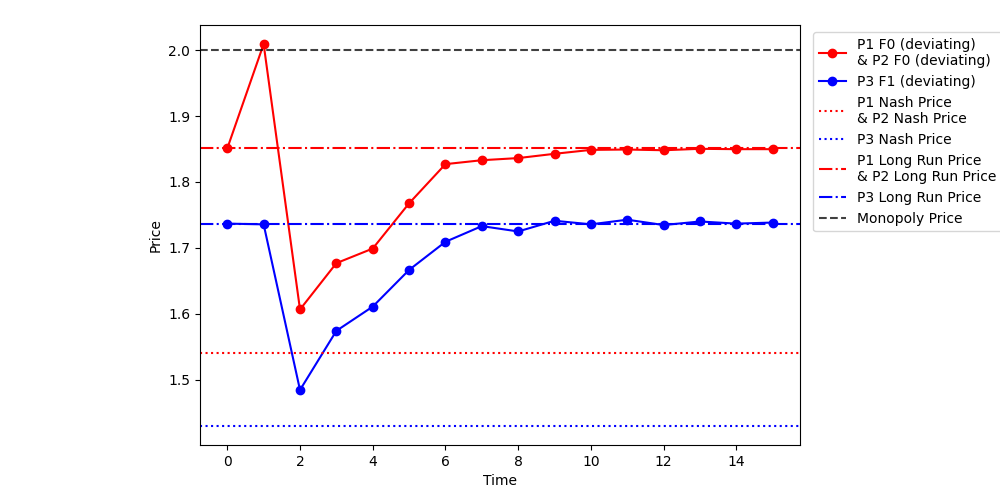 2.0
1.9
1.8
1.7
1.6
1.5
Price
0 2 4 6 8 10 12 14
Time
P1 F0 (deviating)
& P2 F0 (deviating)
P3 F1 (deviating)
P1 Nash Price
& P2 Nash Price
P3 Nash Price
P1 Long Run Price
& P2 Long Run Price
P3 Long Run Price
Monopoly Price